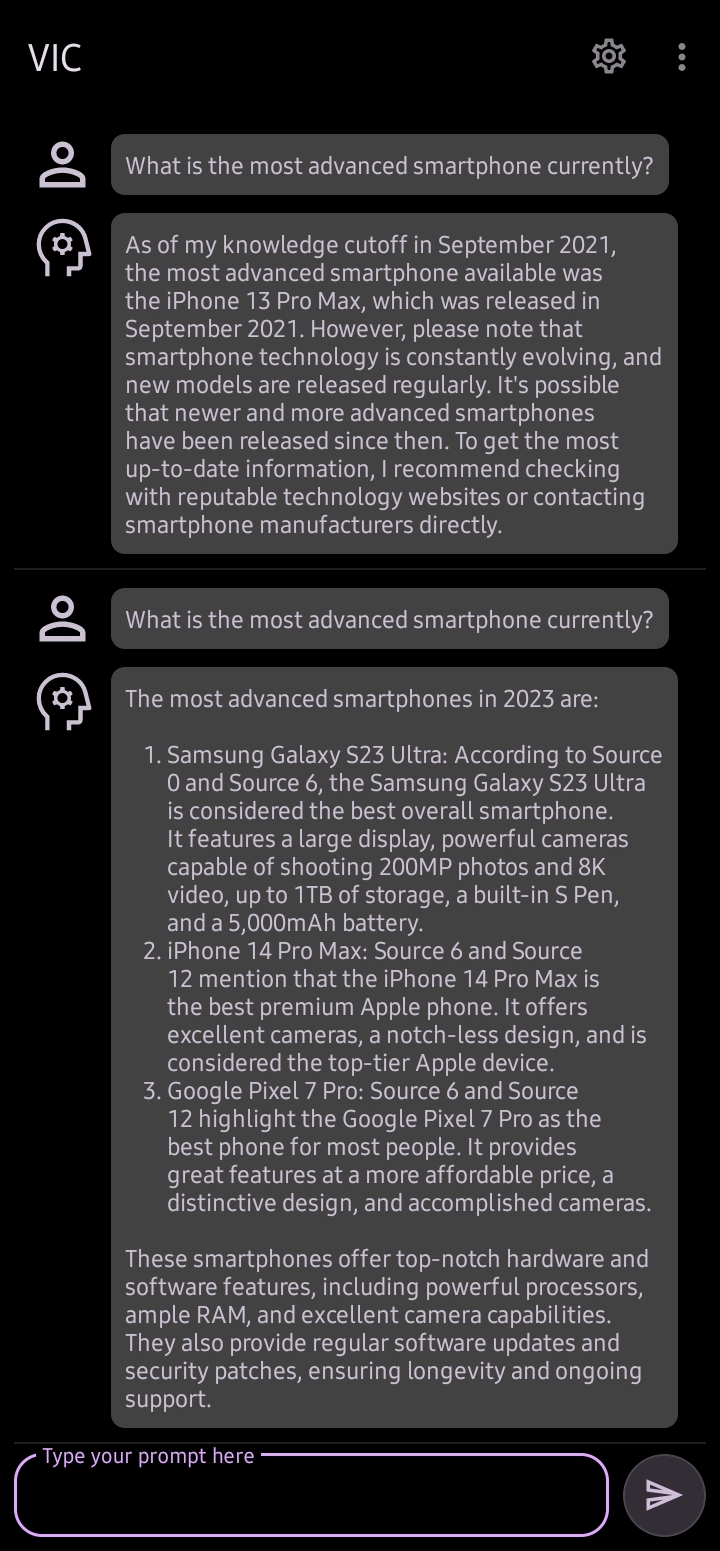 VIC
What is the most advanced smartphone currently?
As of my knowledge cutoff in September 2021,
the most advanced smartphone available was
the iPhone 13 Pro Max, which was released in
September 2021. However, please note that
smartphone technology is constantly evolving, and
new models are released regularly. It's possible
that newer and more advanced smartphones
have been released since then. To get the most
up-to-date information, I recommend checking
with reputable technology websites or contacting
smartphone manufacturers directly.
What is the most advanced smartphone currently?
The most advanced smartphones in 2023 are:
1. Samsung Galaxy S23 Ultra: According to Source
0 and Source 6, the Samsung Galaxy S23 Ultra
is considered the best overall smartphone.
It features a large display, powerful cameras
capable of shooting 200MP photos and 8K
video, up to 1TB of storage, a built-in S Pen,
and a 5,000mAh battery.
2. iPhone 14 Pro Max: Source 6 and Source
12 mention that the iPhone 14 Pro Max is
the best premium Apple phone. It offers
excellent cameras, a notch-less design, and is
considered the top-tier Apple device.
3. Google Pixel 7 Pro: Source 6 and Source
12 highlight the Google Pixel 7 Pro as the
best phone for most people. It provides
great features at a more affordable price, a
distinctive design, and accomplished cameras.
These smartphones offer top-notch hardware and
software features, including powerful processors,
ample RAM, and excellent camera capabilities.
They also provide regular software updates and
security patches, ensuring longevity and ongoing
support.
Type your prompt here